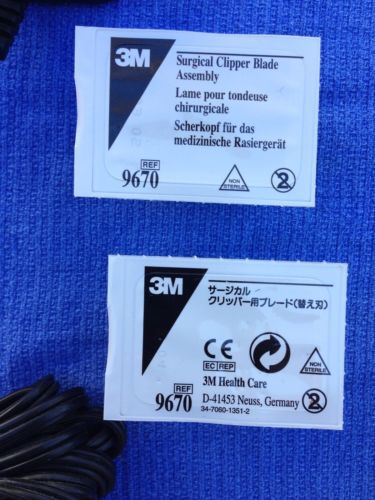 3M
Surgical Clipper Blade
Assembly
Lame pour tondeuse
chirurgicale
Scherkopf für das
medizinische Rasiergerät
REF
9670
NON
STERILE
2
3M
サージカル
クリッパー用ブレード(替え刃)
CE
EC REP
3M Health Care
REF
9670
D-41453 Neuss, Germany
34-7060-1351-2
NON
STERILE
2